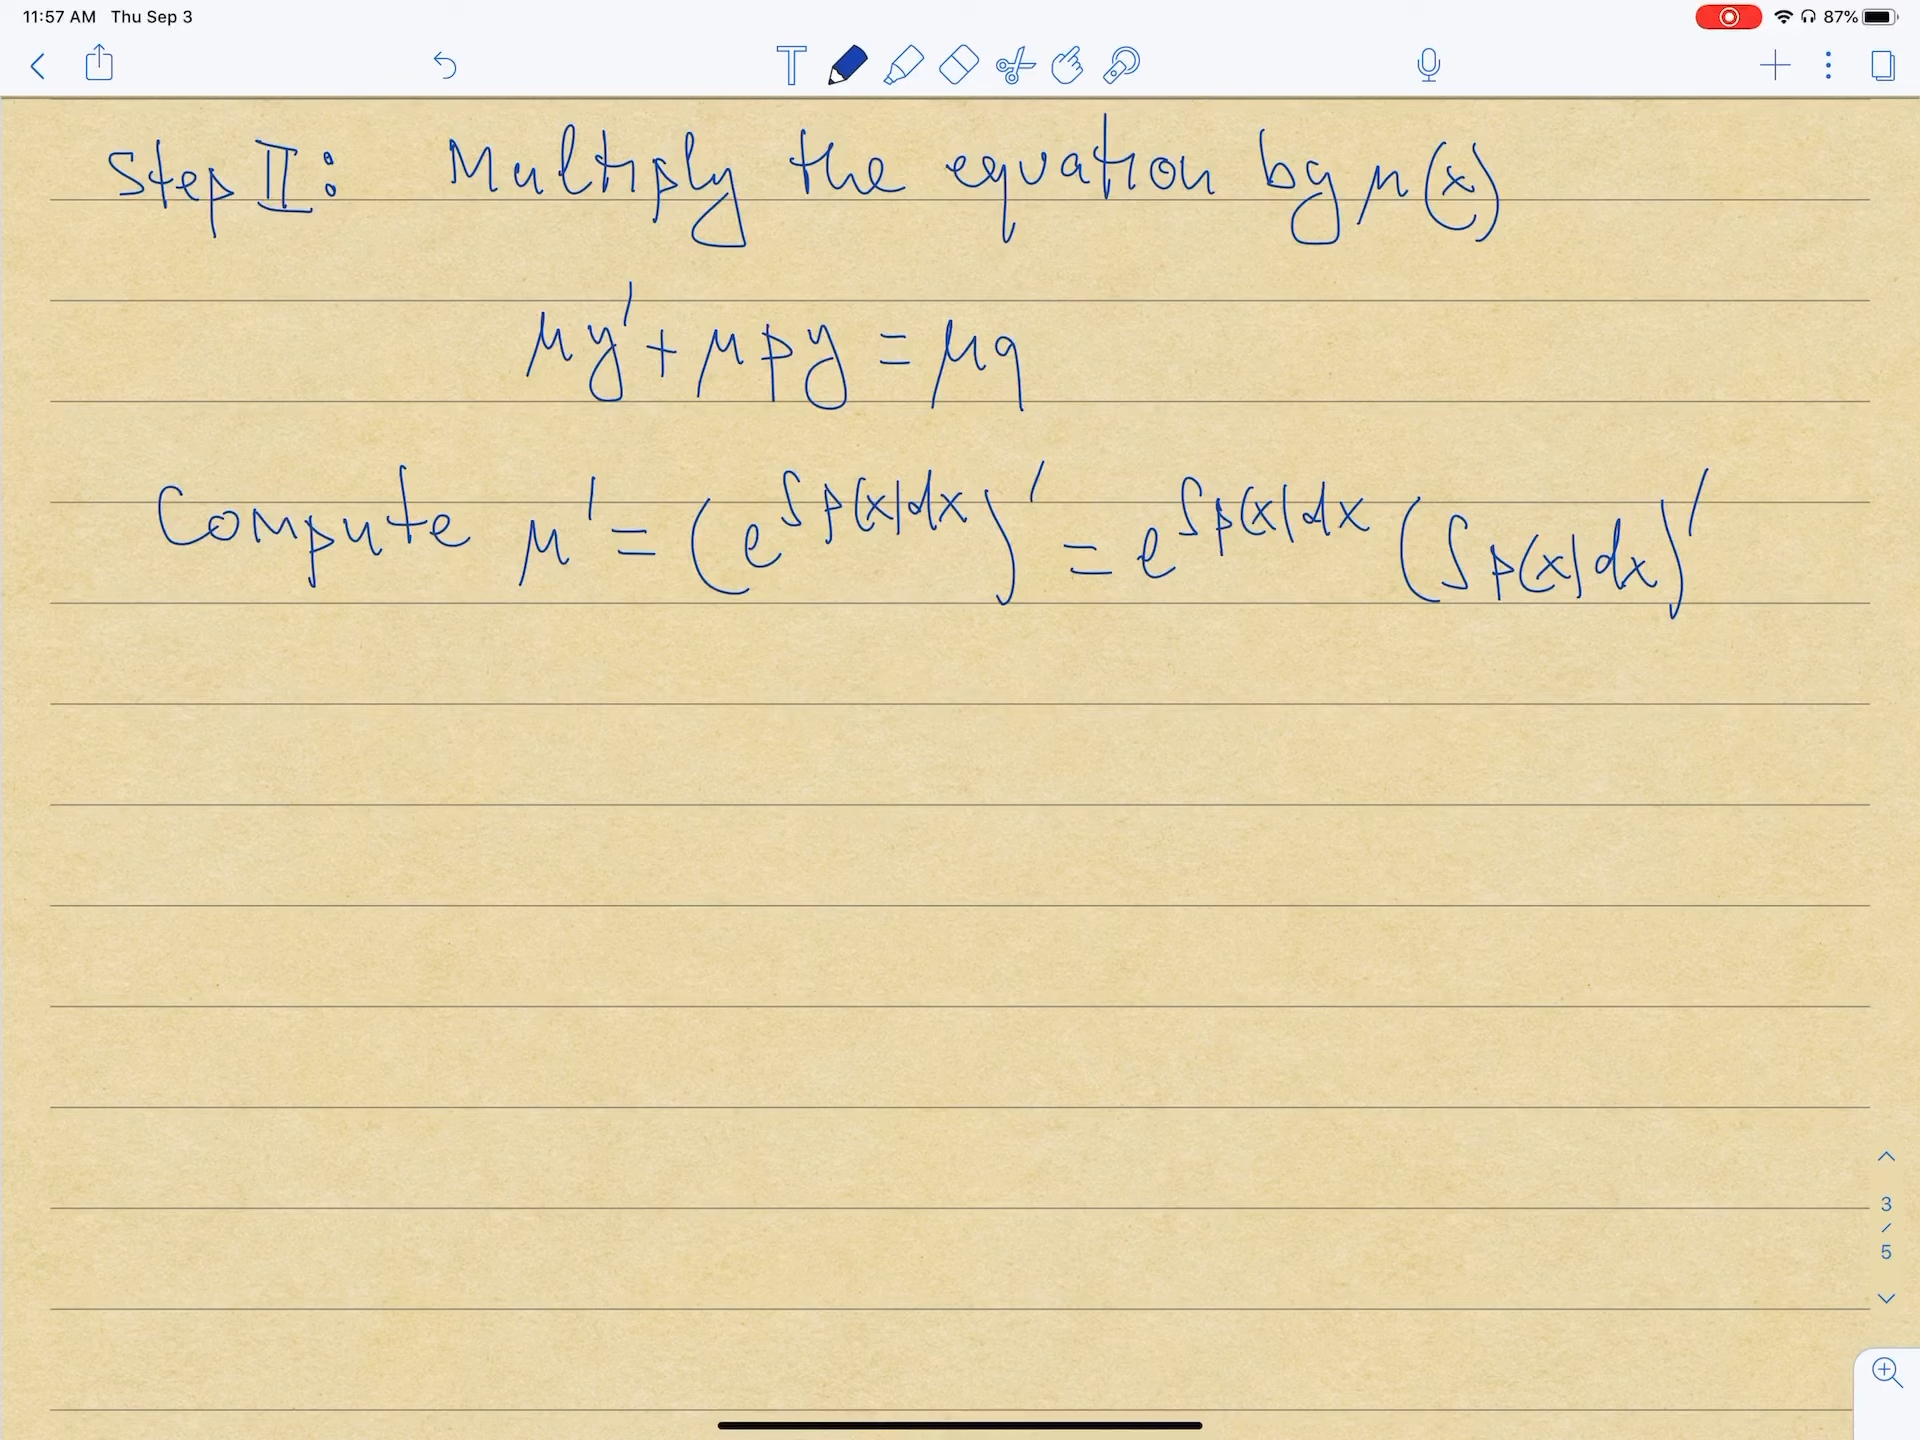 11:57 AM Thu Sep 3 87%
Step II: Multiply the equation by μ(x)
μy' + μpy = μq
Compute μ' = (e^∫p(x)dx)' = e^∫p(x)dx (∫p(x)dx)'
3
/
5